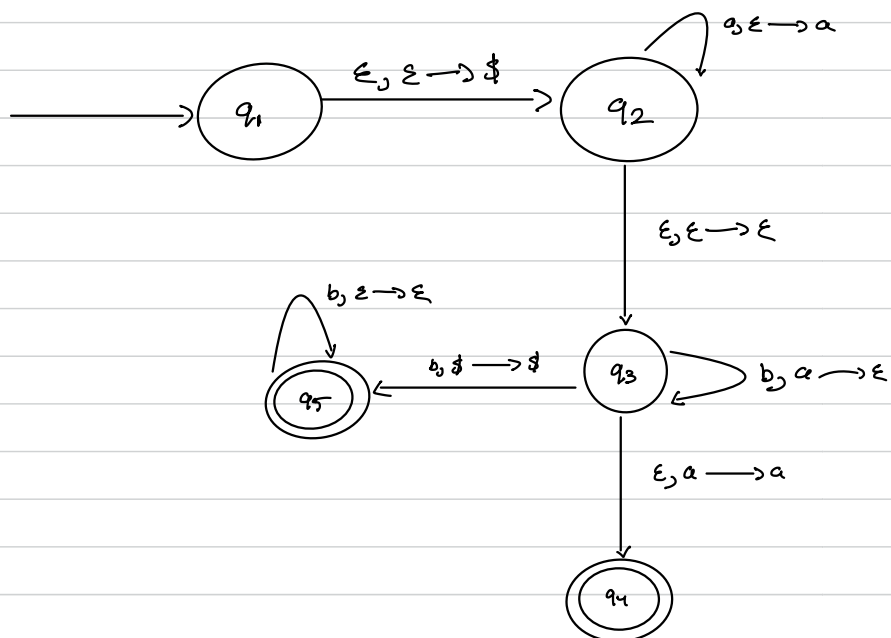 a, ε → a
ε, ε → $
q1
q2
ε, ε → ε
b, ε → ε
b, $ → $
q3
b, a → ε
q5
ε, a → a
q4